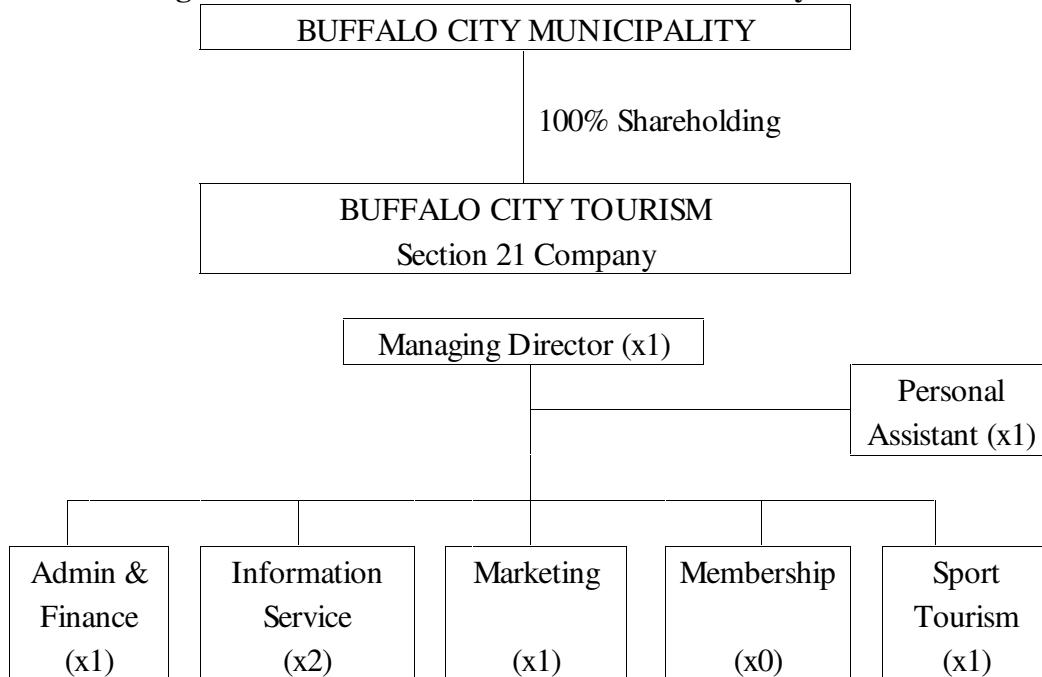 BUFFALO CITY MUNICIPALITY
100% Shareholding
BUFFALO CITY TOURISM
Section 21 Company
Managing Director (x1)
Personal
Assistant (x1)
Admin &
Finance
(x1)
Information
Service
(x2)
Marketing
(x1)
Membership
(x0)
Sport
Tourism
(x1)